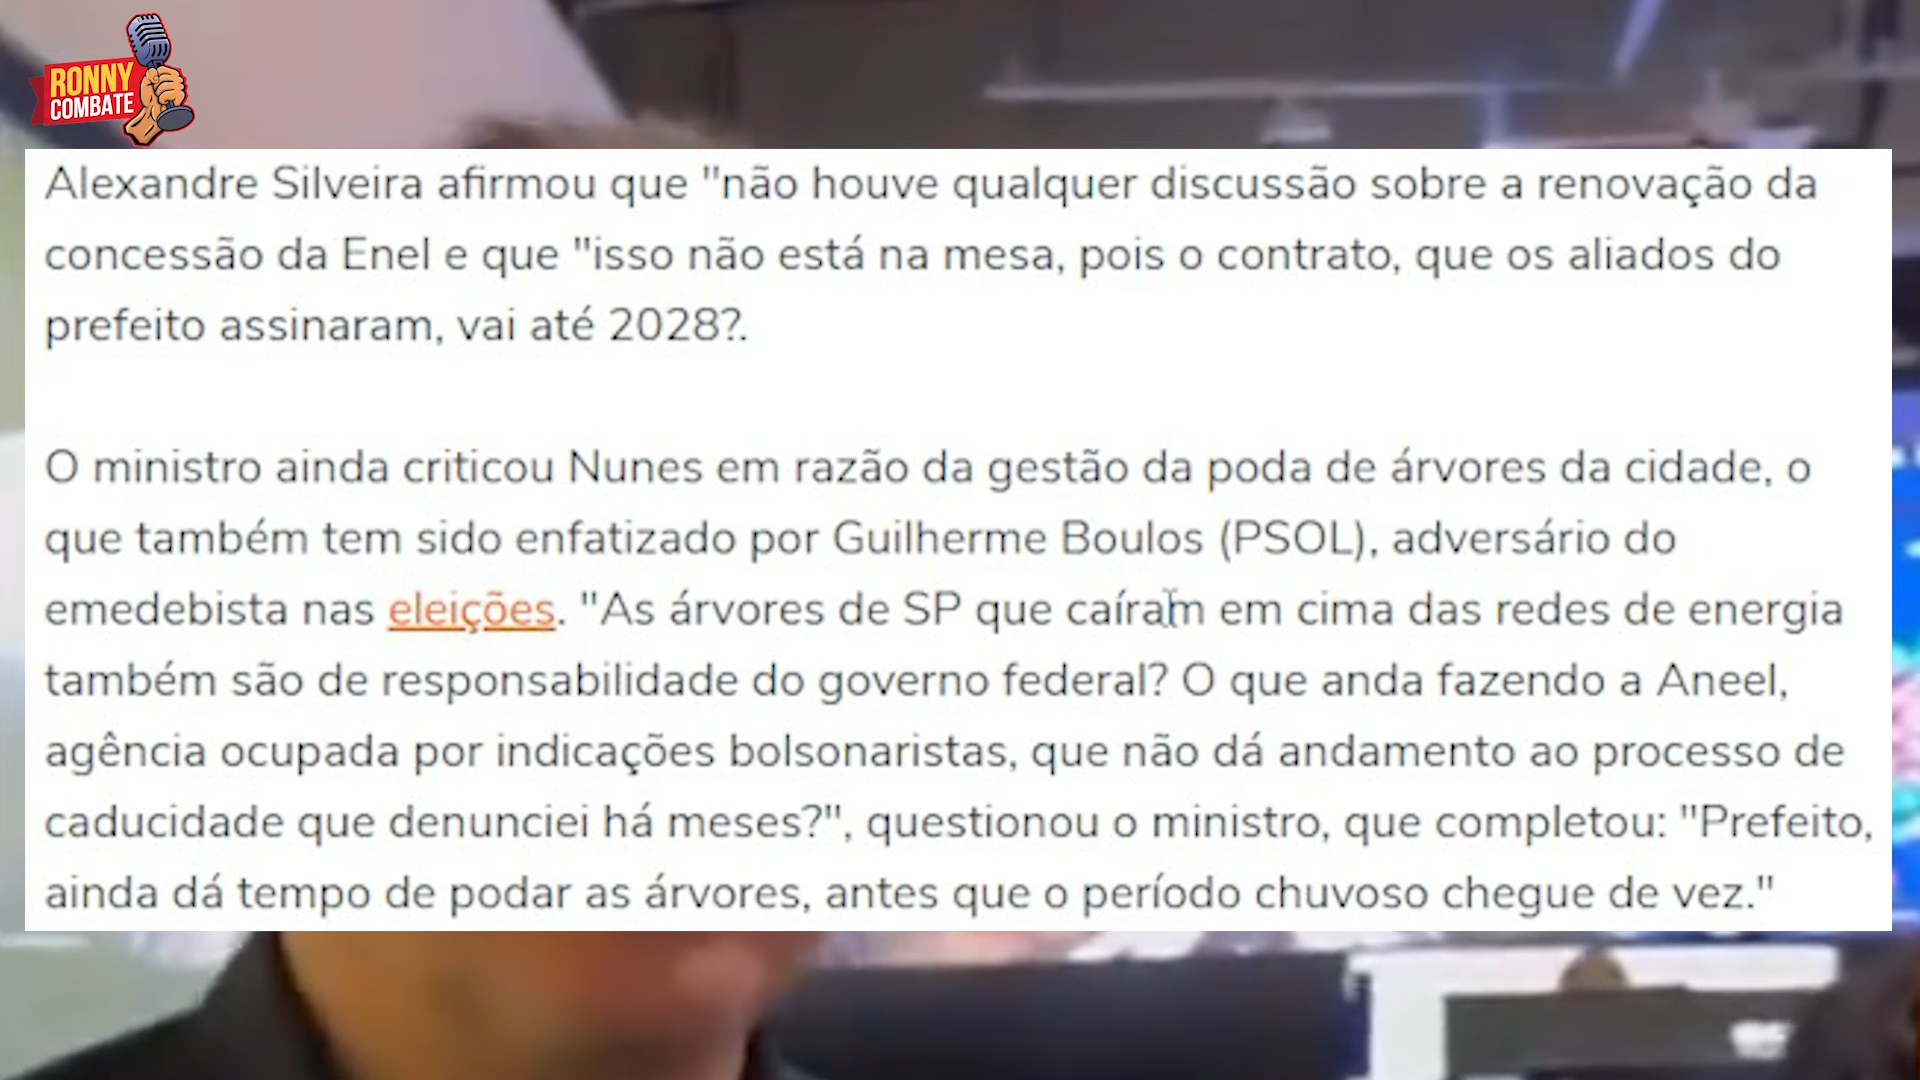 RONNY
COMBATE
Alexandre Silveira afirmou que "não houve qualquer discussão sobre a renovação da
concessão da Enel e que "isso não está na mesa, pois o contrato, que os aliados do
prefeito assinaram, vai até 2028?.
O ministro ainda criticou Nunes em razão da gestão da poda de árvores da cidade, o
que também tem sido enfatizado por Guilherme Boulos (PSOL), adversário do
emedebista nas eleições. "As árvores de SP que caíram em cima das redes de energia
também são de responsabilidade do governo federal? O que anda fazendo a Aneel,
agência ocupada por indicações bolsonaristas, que não dá andamento ao processo de
caducidade que denunciei há meses?", questionou o ministro, que completou: "Prefeito,
ainda dá tempo de podar as árvores, antes que o período chuvoso chegue de vez."